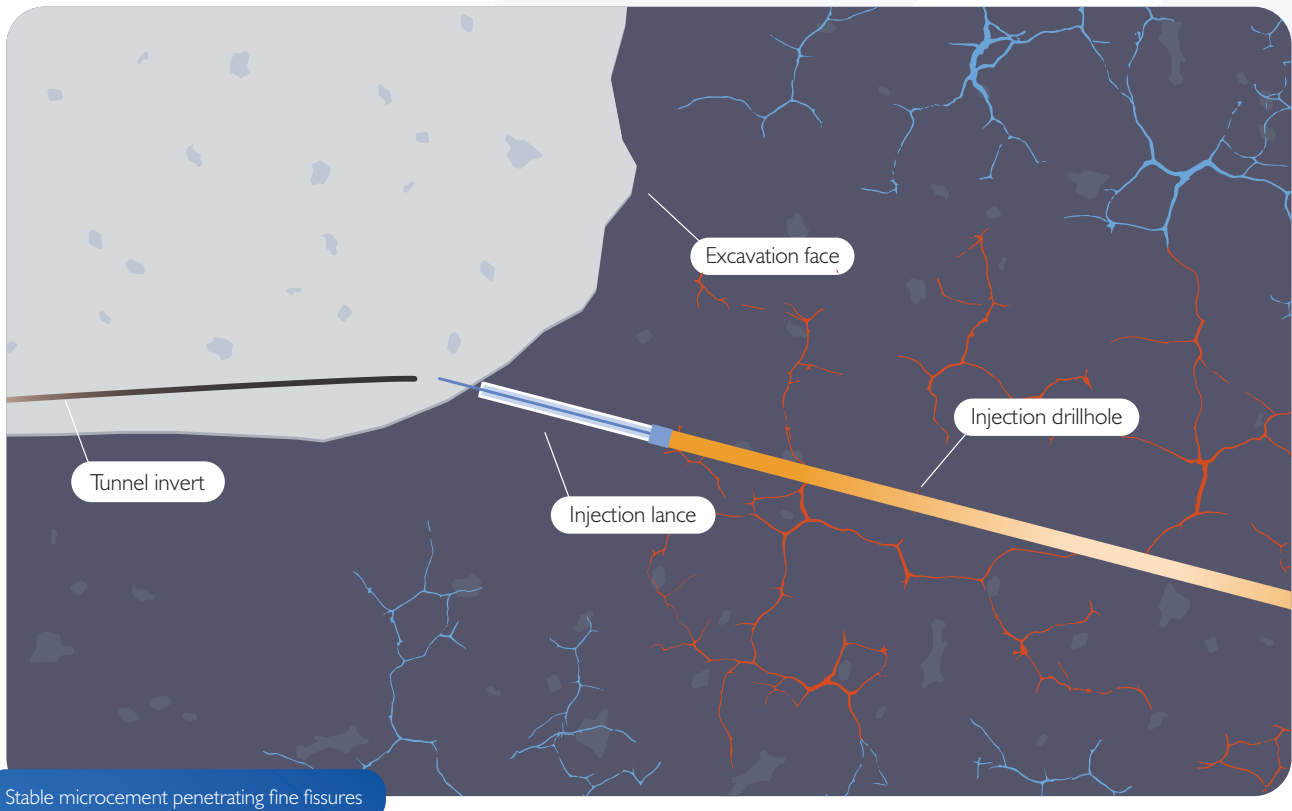 Excavation face
Injection drillhole
Tunnel invert
Injection lance
Stable microcement penetrating fine fissures